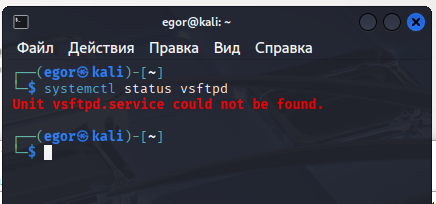 egor@kali: ~
Файл Действия Правка Вид Справка
┌──(egor㉿kali)-[~]
└─$ systemctl status vsftpd
Unit vsftpd.service could not be found.
┌──(egor㉿kali)-[~]
└─$